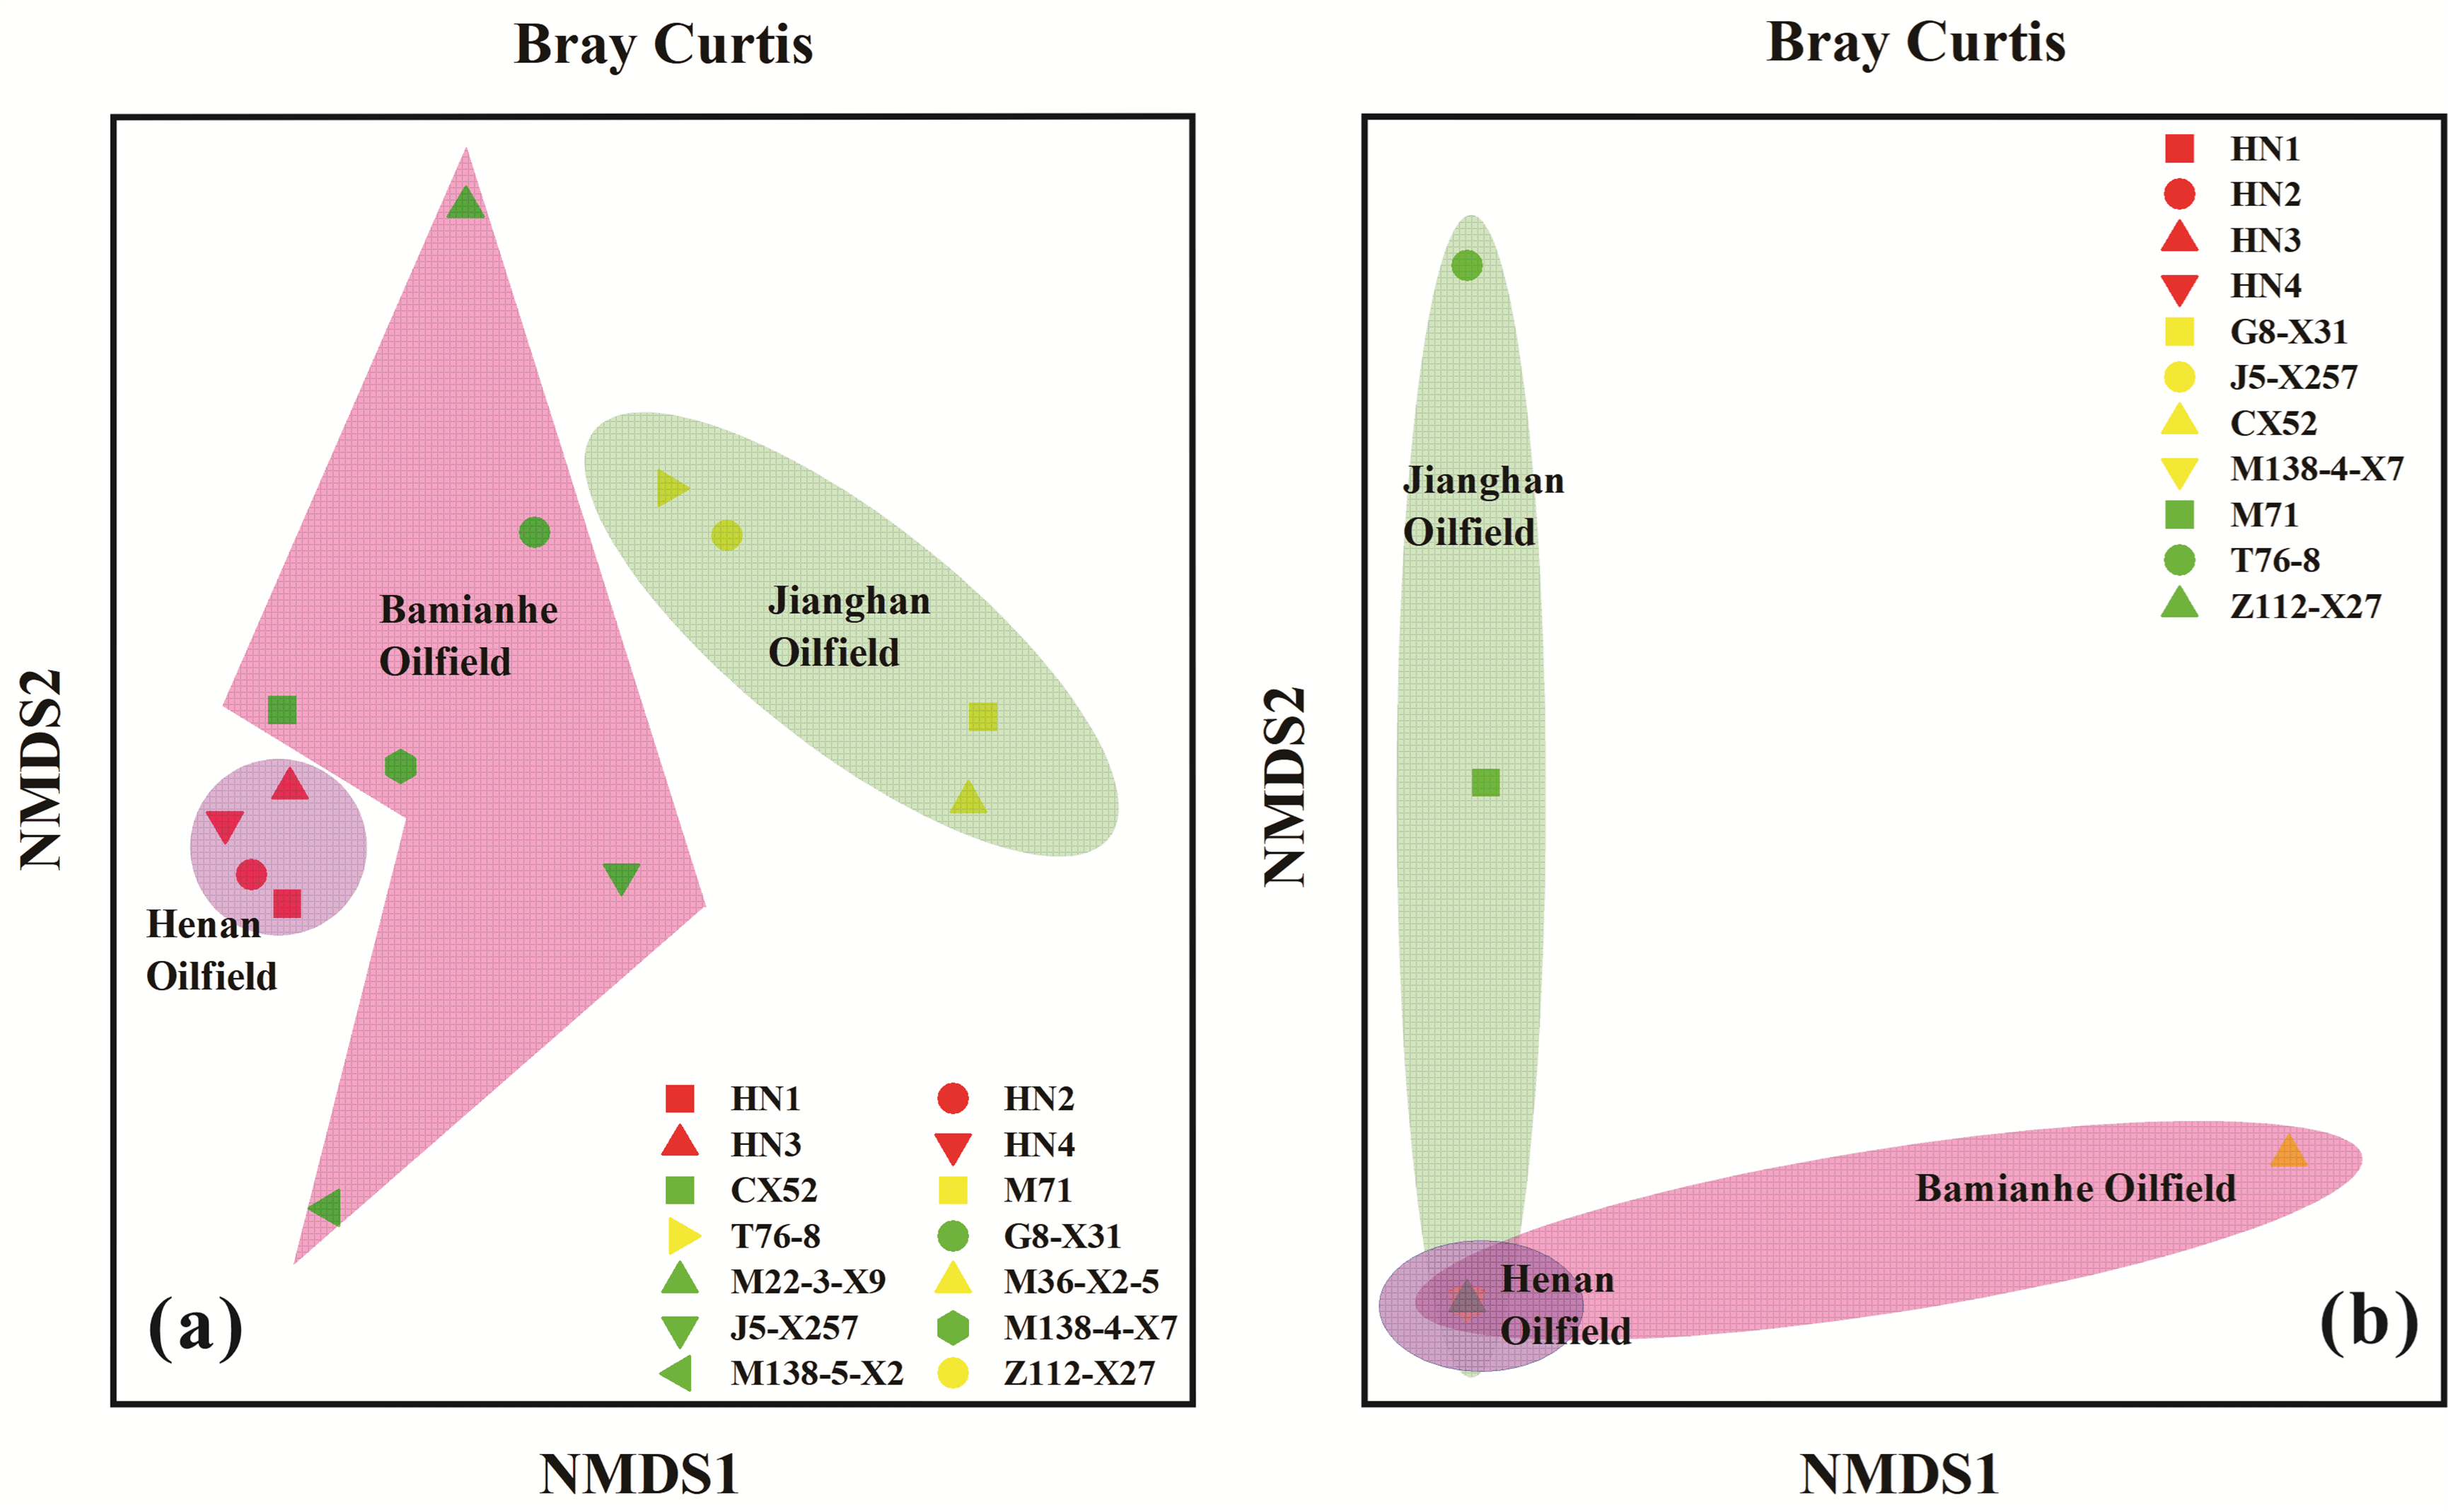 Bray Curtis
NMDS2
Bamianhe
Oilfield
Jianghan
Oilfield
Henan
Oilfield
HN1 HN2
HN3 HN4
CX52 M71
T76-8 G8-X31
M22-3-X9 M36-X2-5
J5-X257 M138-4-X7
M138-5-X2 Z112-X27
(a)
NMDS1
Bray Curtis
NMDS2
HN1
HN2
HN3
HN4
G8-X31
J5-X257
CX52
M138-4-X7
M71
T76-8
Z112-X27
Jianghan
Oilfield
Bamianhe Oilfield
Henan
Oilfield
(b)
NMDS1